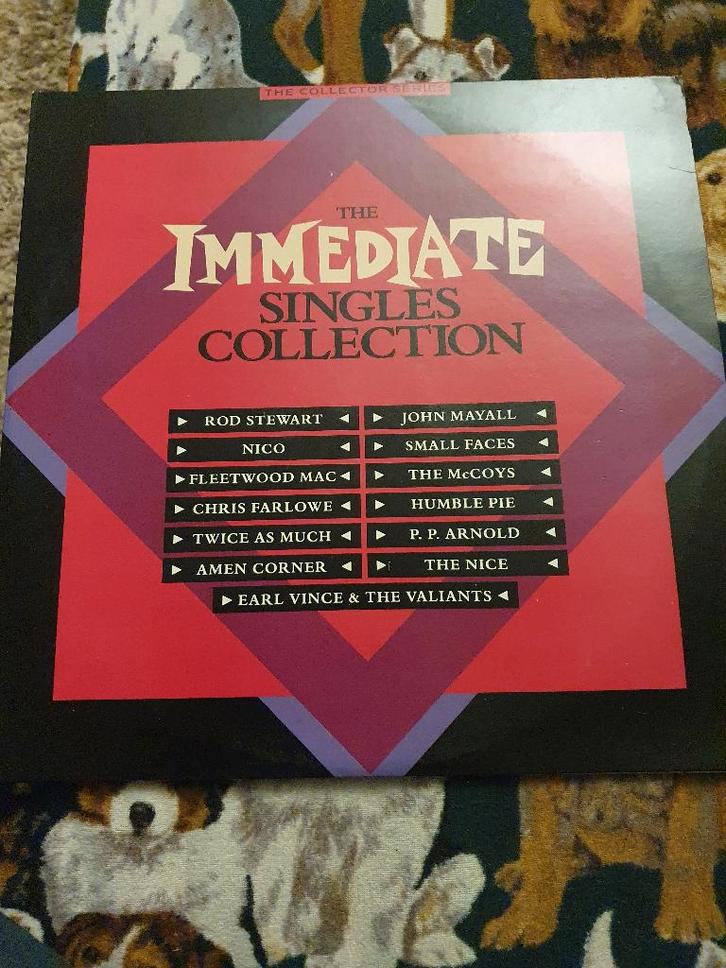 THE COLLECTOR SERIES
THE
IMMEDIATE
SINGLES
COLLECTION
ROD STEWART
JOHN MAYALL
NICO
SMALL FACES
FLEETWOOD MAC
THE McCOYS
CHRIS FARLOWE
HUMBLE PIE
TWICE AS MUCH
P. P. ARNOLD
AMEN CORNER
THE NICE
EARL VINCE & THE VALIANTS